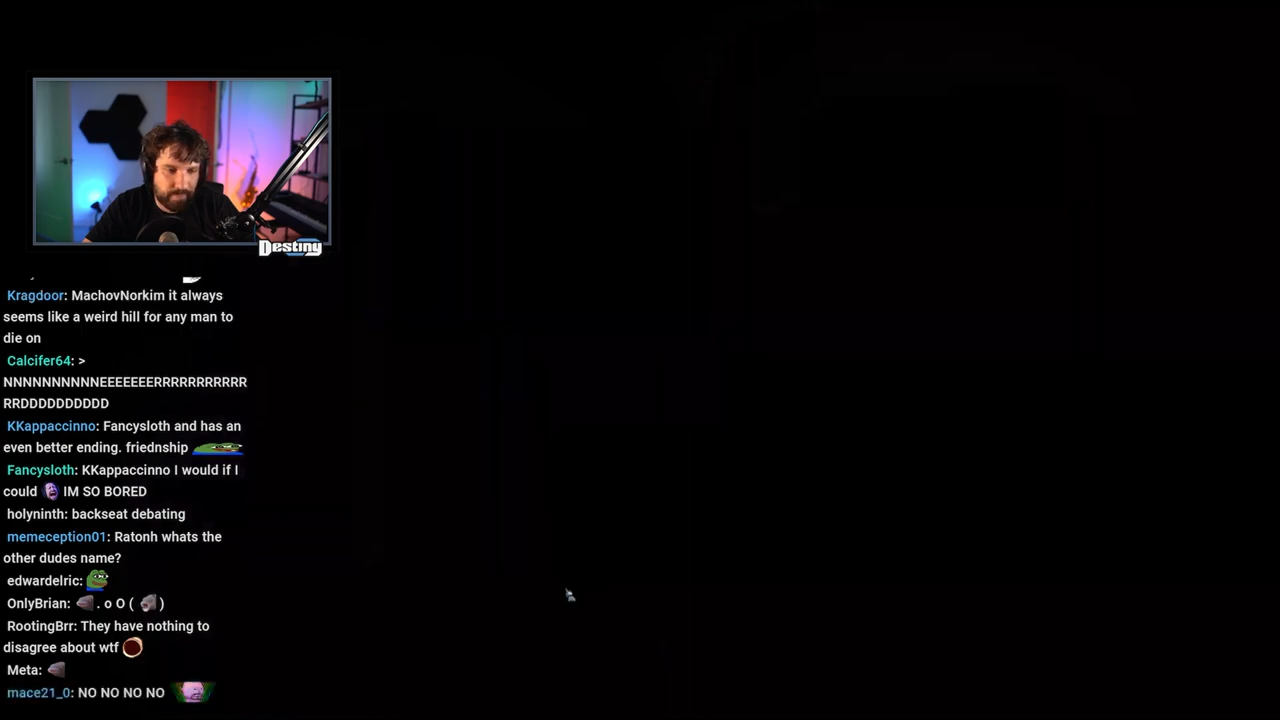 Destiny
Kragdoor: MachovNorkim it always
seems like a weird hill for any man to
die on
Calcifer64: >
NNNNNNNNNNEEEEEEERRRRRRRRRRR
RRDDDDDDDDDD
KKappaccinno: Fancysloth and has an
even better ending. friednship
Fancysloth: KKappaccinno I would if I
could IM SO BORED
holyninth: backseat debating
memeception01: Ratonh whats the
other dudes name?
edwardelric:
OnlyBrian: . o O ( )
RootingBrr: They have nothing to
disagree about wtf
Meta:
mace21_0: NO NO NO NO